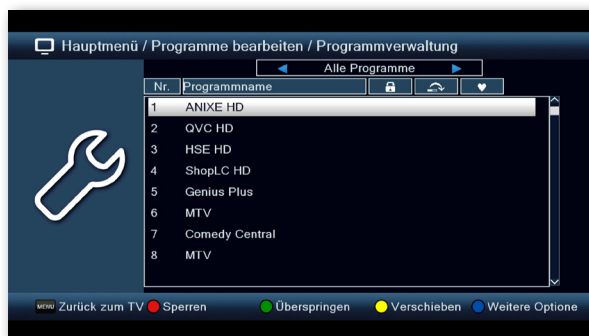 Hauptmenü / Programme bearbeiten / Programmverwaltung
Alle Programme
Nr. Programmname
1 ANIXE HD
2 QVC HD
3 HSE HD
4 ShopLC HD
5 Genius Plus
6 MTV
7 Comedy Central
8 MTV
MENU Zurück zum TV Sperren Überspringen Verschieben Weitere Optione